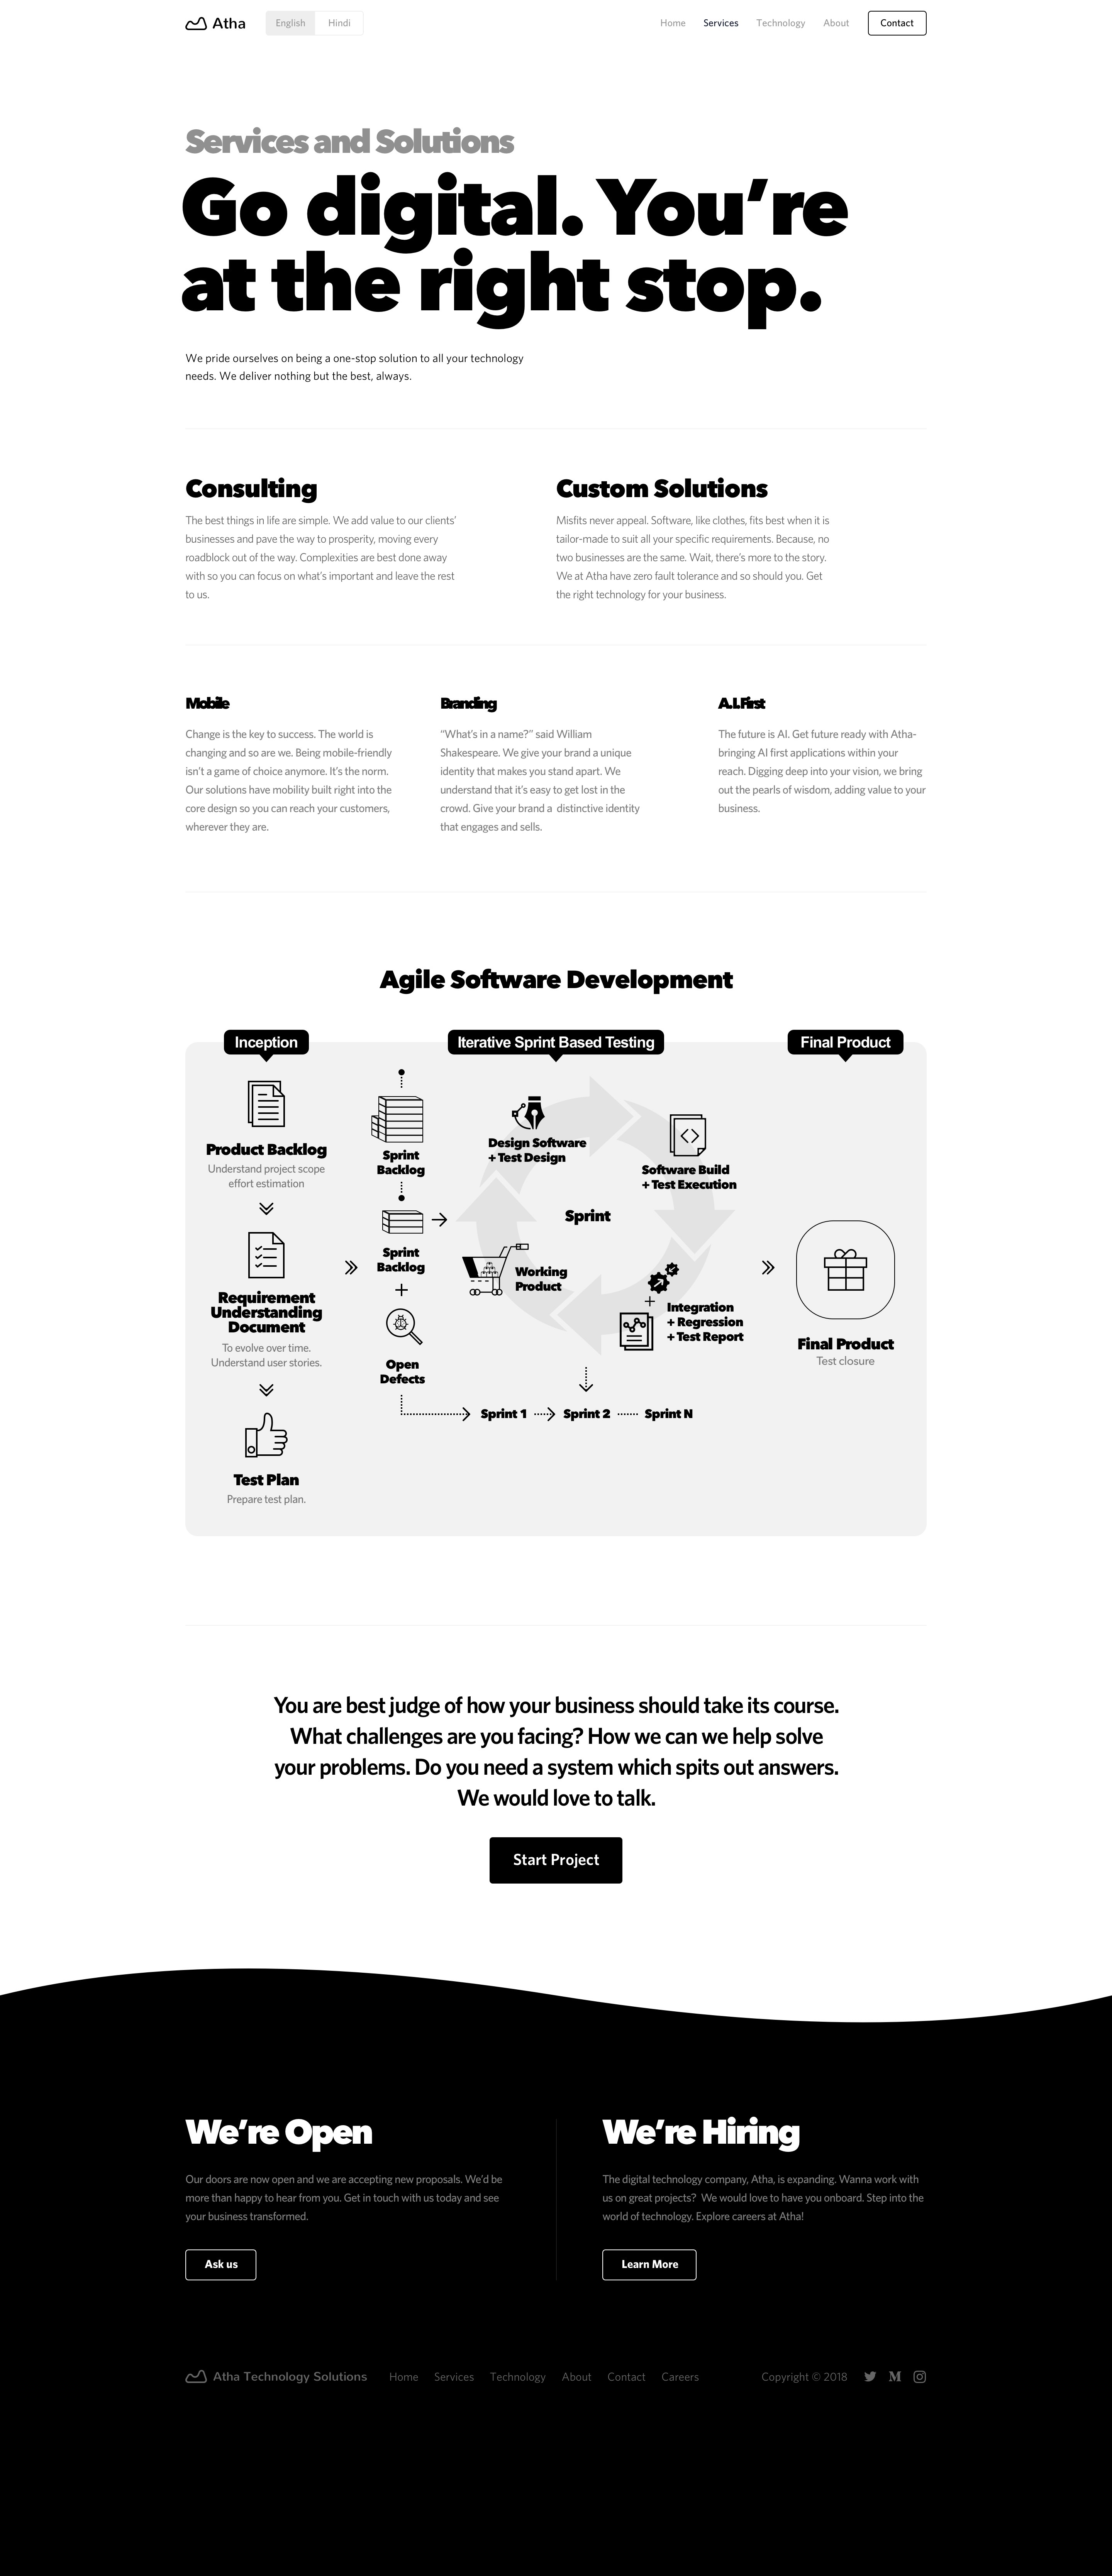 Atha
English
Hindi
Home
Services
Technology
About
Contact
Services and Solutions
Go digital. You’re
at the right stop.
We pride ourselves on being a one-stop solution to all your technology
needs. We deliver nothing but the best, always.
Consulting
The best things in life are simple. We add value to our clients’
businesses and pave the way to prosperity, moving every
roadblock out of the way. Complexities are best done away
with so you can focus on what’s important and leave the rest
to us.
Custom Solutions
Misfits never appeal. Software, like clothes, fits best when it is
tailor-made to suit all your specific requirements. Because, no
two businesses are the same. Wait, there’s more to the story.
We at Atha have zero fault tolerance and so should you. Get
the right technology for your business.
Mobile
Change is the key to success. The world is
changing and so are we. Being mobile-friendly
isn’t a game of choice anymore. It’s the norm.
Our solutions have mobility built right into the
core design so you can reach your customers,
wherever they are.
Branding
“What’s in a name?” said William
Shakespeare. We give your brand a unique
identity that makes you stand apart. We
understand that it’s easy to get lost in the
crowd. Give your brand a distinctive identity
that engages and sells.
A.I. First
The future is AI. Get future ready with Atha-
bringing AI first applications within your
reach. Digging deep into your vision, we bring
out the pearls of wisdom, adding value to your
business.
Agile Software Development
Inception
Iterative Sprint Based Testing
Final Product
Product Backlog
Understand project scope
effort estimation
Requirement
Understanding
Document
To evolve over time.
Understand user stories.
Test Plan
Prepare test plan.
Sprint
Backlog
Sprint
Backlog
+
Open
Defects
Design Software
+ Test Design
Software Build
+ Test Execution
Sprint
Working
Product
+
Integration
+ Regression
+ Test Report
Sprint 1
Sprint 2
Sprint N
Final Product
Test closure
You are best judge of how your business should take its course.
What challenges are you facing? How we can we help solve
your problems. Do you need a system which spits out answers.
We would love to talk.
Start Project
We’re Open
Our doors are now open and we are accepting new proposals. We’d be
more than happy to hear from you. Get in touch with us today and see
your business transformed.
Ask us
We’re Hiring
The digital technology company, Atha, is expanding. Wanna work with
us on great projects? We would love to have you onboard. Step into the
world of technology. Explore careers at Atha!
Learn More
Atha Technology Solutions
Home
Services
Technology
About
Contact
Careers
Copyright © 2018